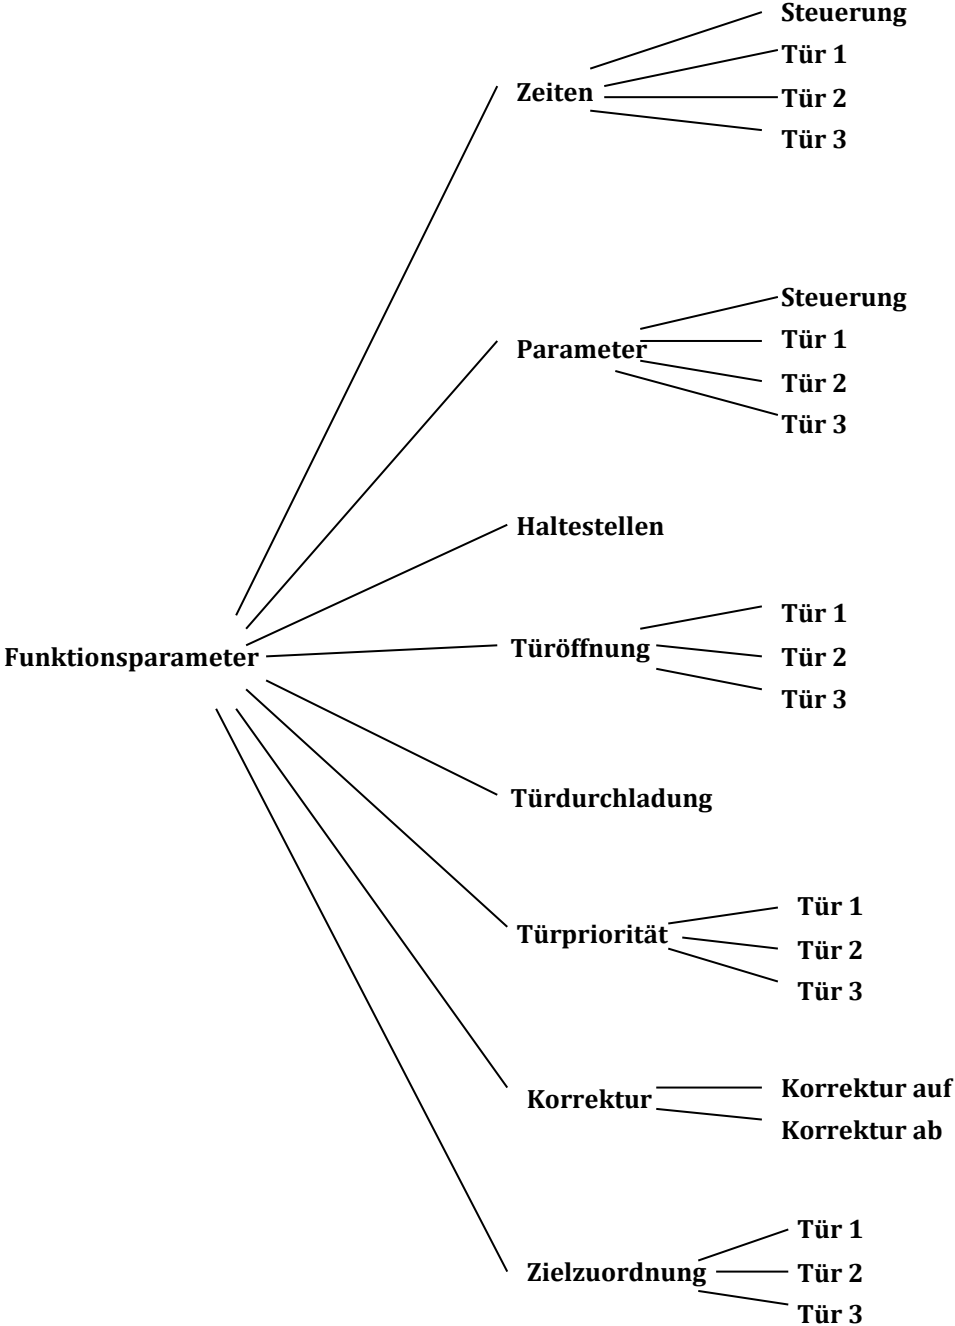 Steuerung
Tür 1
Zeiten
Tür 2
Tür 3
Steuerung
Tür 1
Parameter
Tür 2
Tür 3
Haltestellen
Tür 1
Türöffnung
Funktionsparameter
Tür 2
Tür 3
Türdurchladung
Tür 1
Türpriorität
Tür 2
Tür 3
Korrektur auf
Korrektur
Korrektur ab
Tür 1
Zielzuordnung
Tür 2
Tür 3